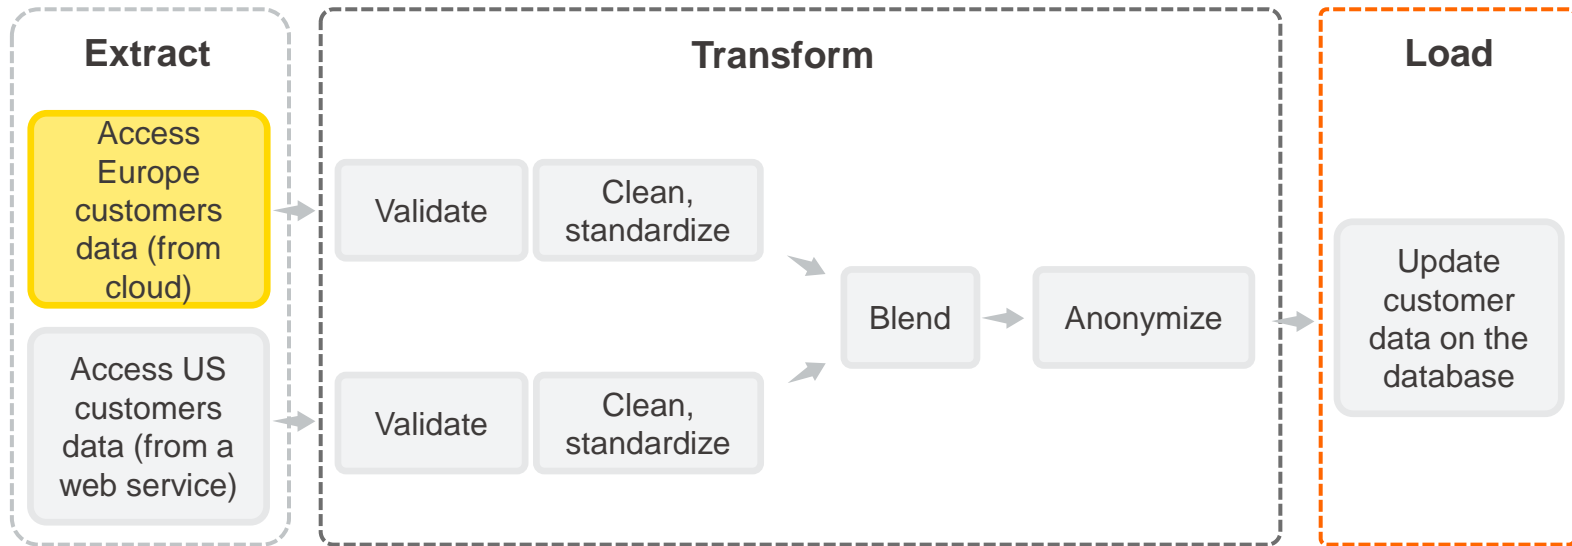 Extract
Access
Europe
customers
data (from
cloud)
Access US
customers
data (from a
web service)
Transform
Validate
Clean,
standardize
Validate
Clean,
standardize
Blend
Anonymize
Load
Update
customer
data on the
database